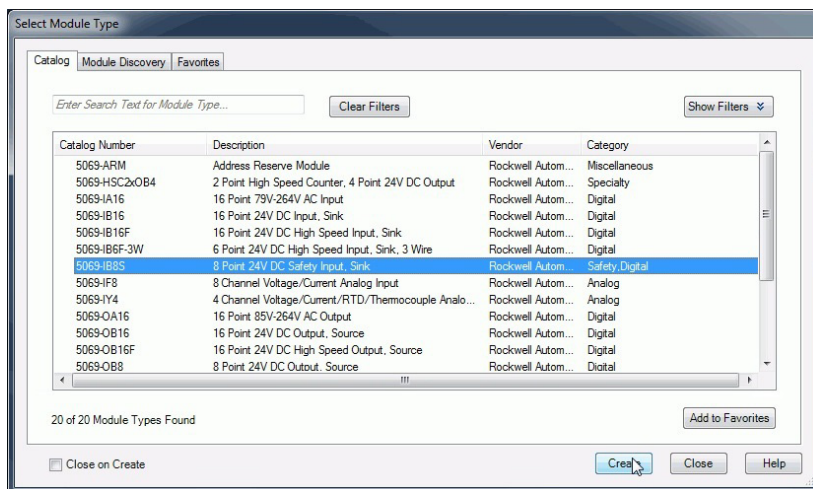 Select Module Type
Catalog Module Discovery Favorites
Enter Search Text for Module Type... Clear Filters Show Filters
Catalog Number Description Vendor Category
5069-ARM Address Reserve Module Rockwell Autom... Miscellaneous
5069-HSC2xOB4 2 Point High Speed Counter, 4 Point 24V DC Output Rockwell Autom... Specialty
5069-IA16 16 Point 79V-264V AC Input Rockwell Autom... Digital
5069-IB16 16 Point 24V DC Input, Sink Rockwell Autom... Digital
5069-IB16F 16 Point 24V DC High Speed Input, Sink Rockwell Autom... Digital
5069-IB6F-3W 6 Point 24V DC High Speed Input, Sink, 3 Wire Rockwell Autom... Digital
5069-IB8S 8 Point 24V DC Safety Input, Sink Rockwell Autom... Safety,Digital
5069-IF8 8 Channel Voltage/Current Analog Input Rockwell Autom... Analog
5069-IY4 4 Channel Voltage/Current/RTD/Thermocouple Analo... Rockwell Autom... Analog
5069-OA16 16 Point 85V-264V AC Output Rockwell Autom... Digital
5069-OB16 16 Point 24V DC Output, Source Rockwell Autom... Digital
5069-OB16F 16 Point 24V DC High Speed Output, Source Rockwell Autom... Digital
5069-OB8 8 Point 24V DC Output, Source Rockwell Autom... Digital
20 of 20 Module Types Found Add to Favorites
Close on Create Create Close Help